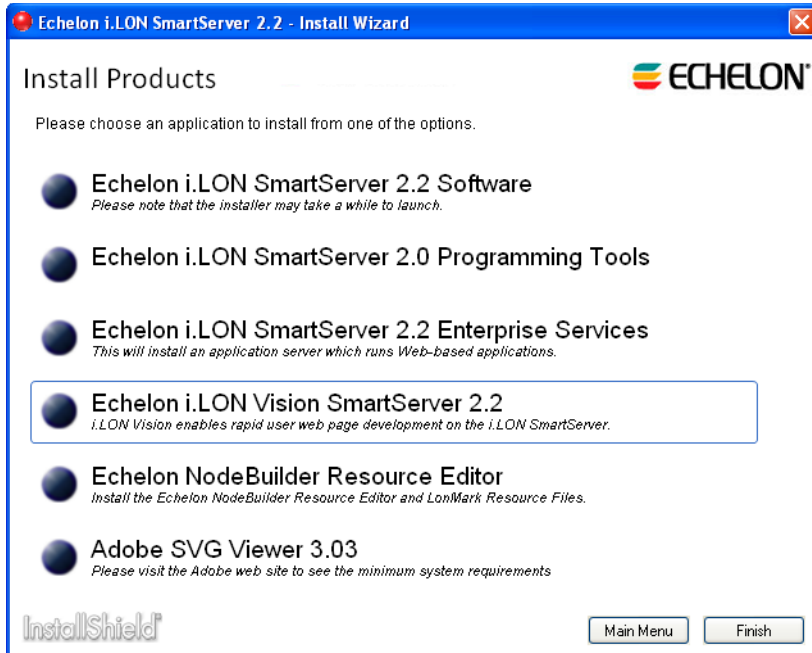 Echelon i.LON SmartServer 2.2 - Install Wizard
Install Products
ECHELON
Please choose an application to install from one of the options.
Echelon i.LON SmartServer 2.2 Software
Please note that the installer may take a while to launch.
Echelon i.LON SmartServer 2.0 Programming Tools
Echelon i.LON SmartServer 2.2 Enterprise Services
This will install an application server which runs Web-based applications.
Echelon i.LON Vision SmartServer 2.2
i.LON Vision enables rapid user web page development on the i.LON SmartServer.
Echelon NodeBuilder Resource Editor
Install the Echelon NodeBuilder Resource Editor and LonMark Resource Files.
Adobe SVG Viewer 3.03
Please visit the Adobe web site to see the minimum system requirements
InstallShield
Main Menu
Finish